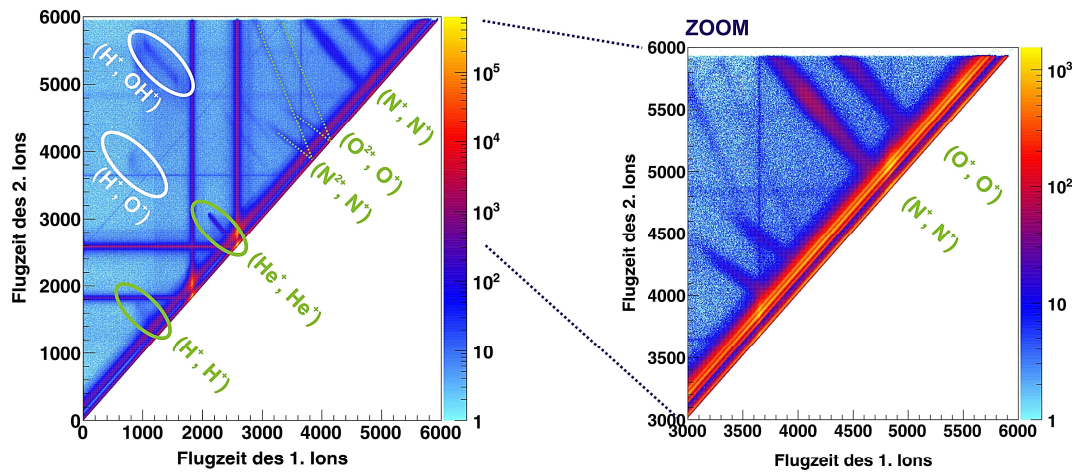 ZOOM
6000
5000
4000
3000
2000
1000
0
0 1000 2000 3000 4000 5000 6000
Flugzeit des 2. Ions
Flugzeit des 1. Ions
10⁵
10⁴
10³
10²
10
1
(H⁺, OH⁺)
(H⁺, O⁺)
(N⁺, N⁺)
(O²⁺, O⁺)
(N²⁺, N⁺)
(He⁺, He⁺)
(H⁺, H⁺)
6000
5500
5000
4500
4000
3500
3000
3000 3500 4000 4500 5000 5500 6000
Flugzeit des 2. Ions
Flugzeit des 1. Ions
10³
10²
10
1
(O⁺, O⁺)
(N⁺, N⁺)